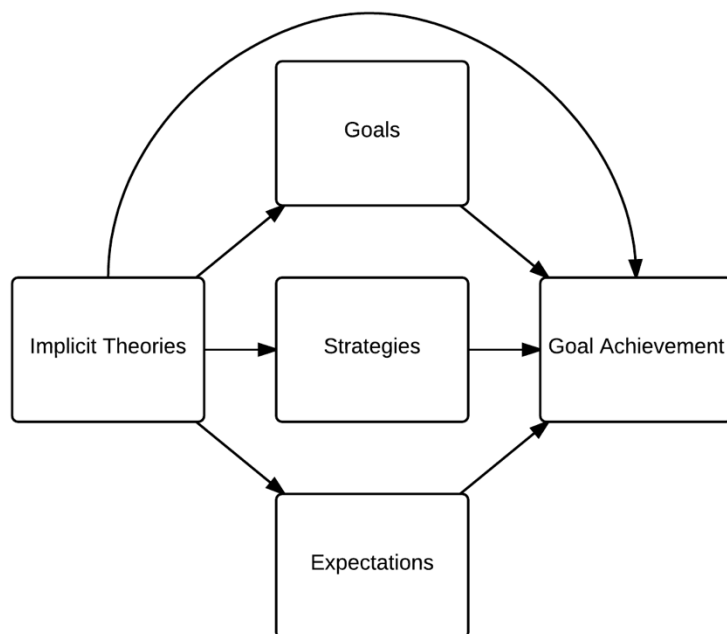 Goals
Implicit Theories
Strategies
Goal Achievement
Expectations